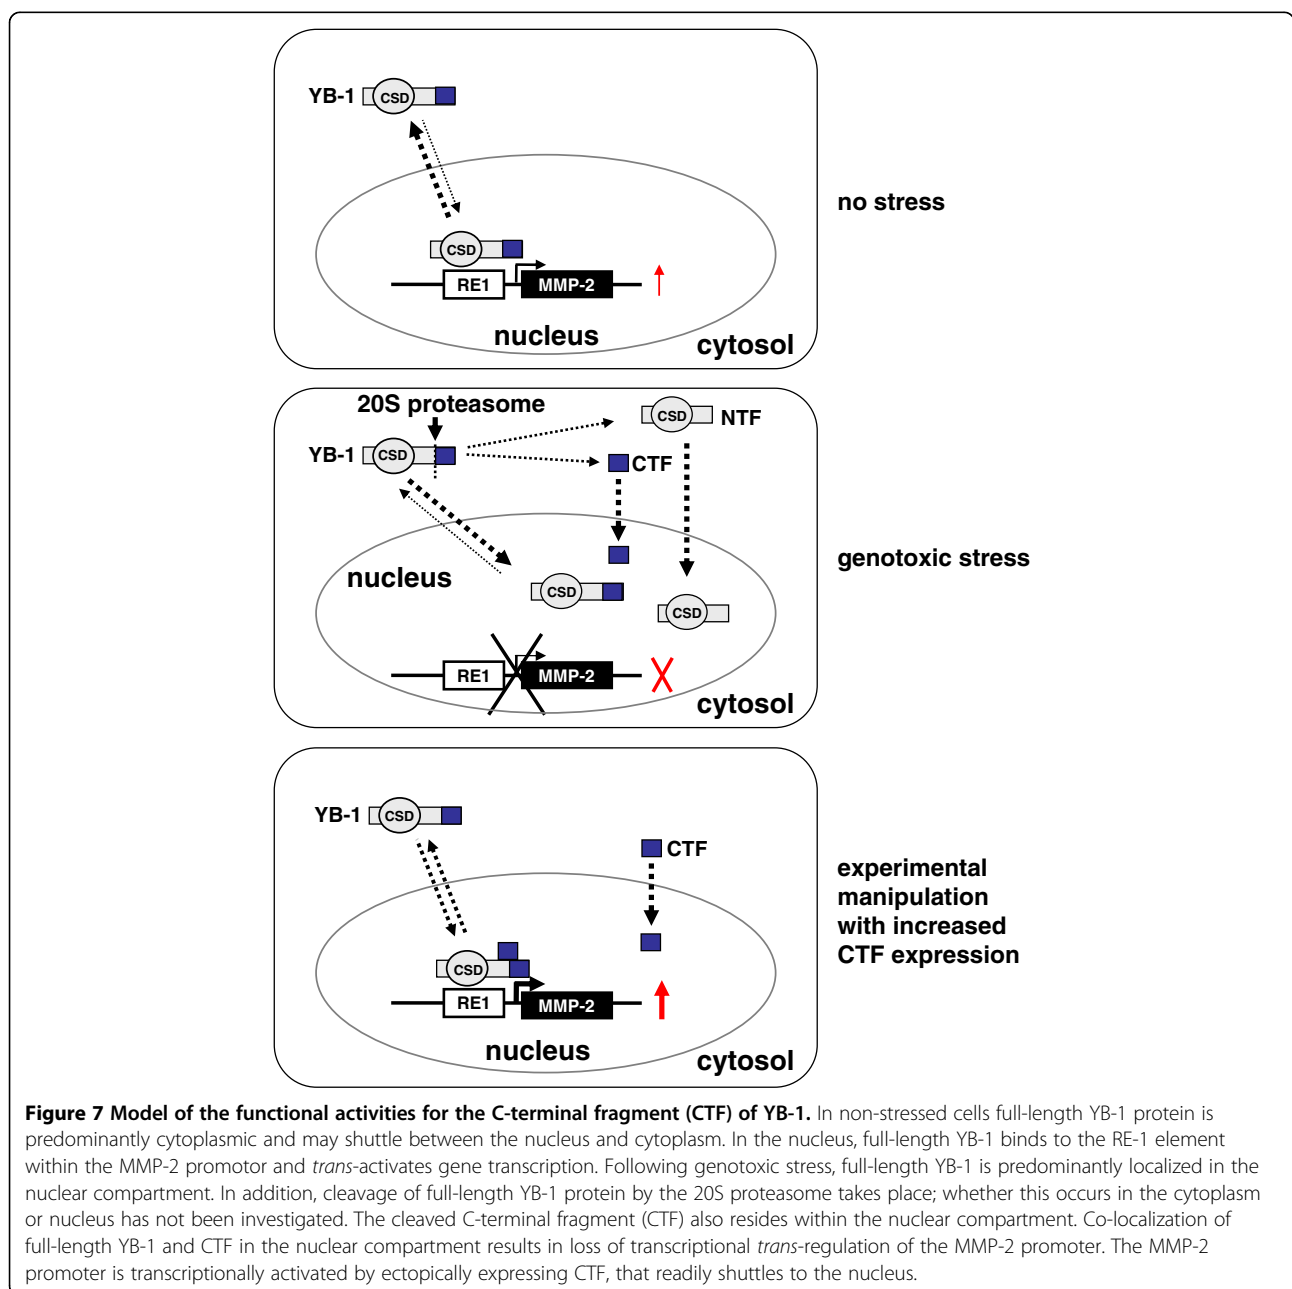 YB-1 CSD
CSD
RE1 MMP-2
nucleus
cytosol
no stress
20S proteasome
CSD NTF
YB-1 CSD
CTF
nucleus
CSD
CSD
RE1 MMP-2
cytosol
genotoxic stress
YB-1 CSD
CTF
CSD
RE1 MMP-2
nucleus
cytosol
experimental
manipulation
with increased
CTF expression
Figure 7 Model of the functional activities for the C-terminal fragment (CTF) of YB-1. In non-stressed cells full-length YB-1 protein is
predominantly cytoplasmic and may shuttle between the nucleus and cytoplasm. In the nucleus, full-length YB-1 binds to the RE-1 element
within the MMP-2 promotor and trans-activates gene transcription. Following genotoxic stress, full-length YB-1 is predominantly localized in the
nuclear compartment. In addition, cleavage of full-length YB-1 protein by the 20S proteasome takes place; whether this occurs in the cytoplasm
or nucleus has not been investigated. The cleaved C-terminal fragment (CTF) also resides within the nuclear compartment. Co-localization of
full-length YB-1 and CTF in the nuclear compartment results in loss of transcriptional trans-regulation of the MMP-2 promoter. The MMP-2
promoter is transcriptionally activated by ectopically expressing CTF, that readily shuttles to the nucleus.